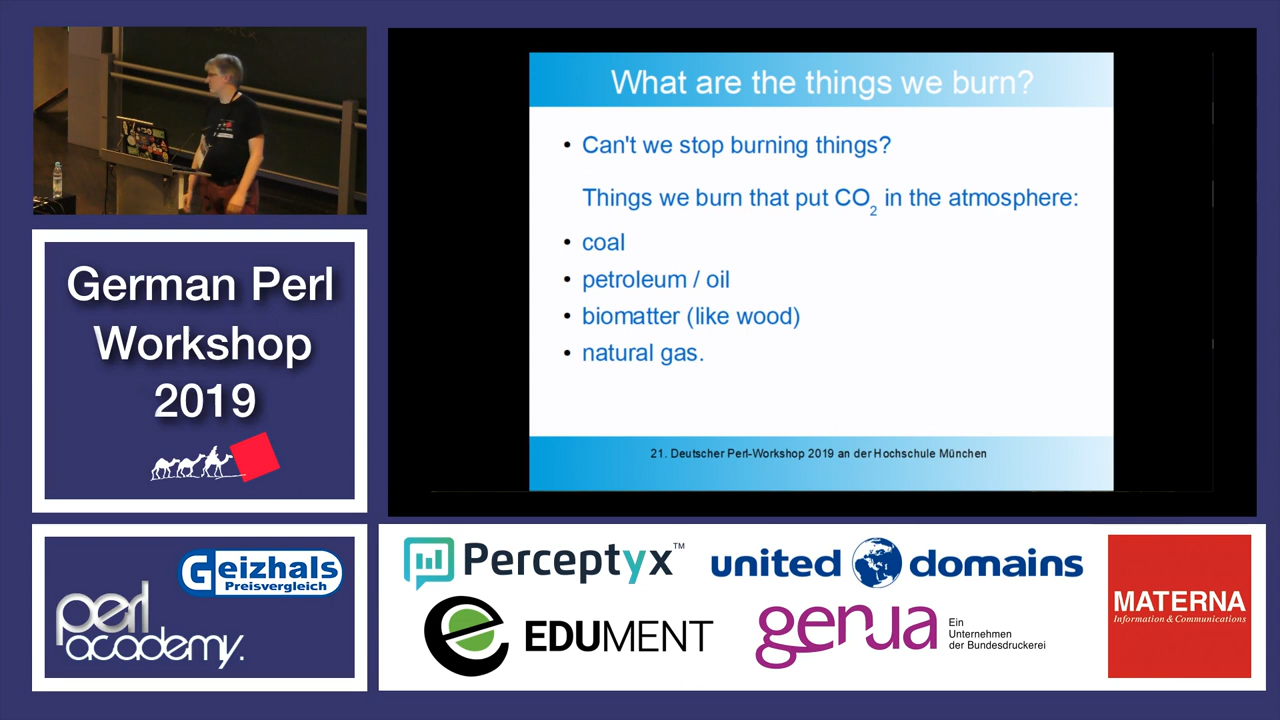 What are the things we burn?
• Can't we stop burning things?
Things we burn that put CO2 in the atmosphere:
• coal
• petroleum / oil
• biomatter (like wood)
• natural gas.
21. Deutscher Perl-Workshop 2019 an der Hochschule München
German Perl
Workshop
2019
Geizhals
Preisvergleich
perl
academy.
Perceptyx™
united domains
MATERNA
Information & Communications
EDUMENT
genua
Ein
Unternehmen
der Bundesdruckerei